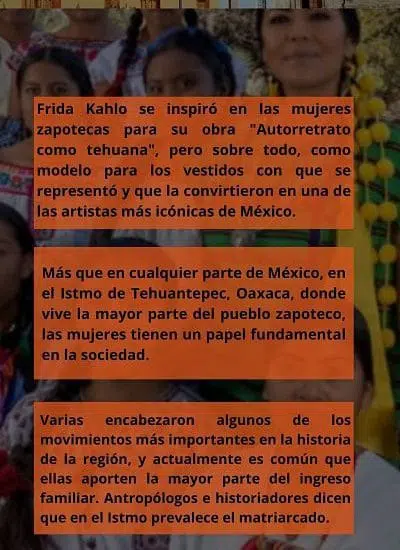 Frida Kahlo se inspiró en las mujeres
zapotecas para su obra "Autorretrato
como tehuana", pero sobre todo, como
modelo para los vestidos con que se
representó y que la convirtieron en una de
las artistas más icónicas de México.
Más que en cualquier parte de México, en
el Istmo de Tehuantepec, Oaxaca, donde
vive la mayor parte del pueblo zapoteco,
las mujeres tienen un papel fundamental
en la sociedad.
Varias encabezaron algunos de los
movimientos más importantes en la historia
de la región, y actualmente es común que
ellas aporten la mayor parte del ingreso
familiar. Antropólogos e historiadores dicen
que en el Istmo prevalece el matriarcado.